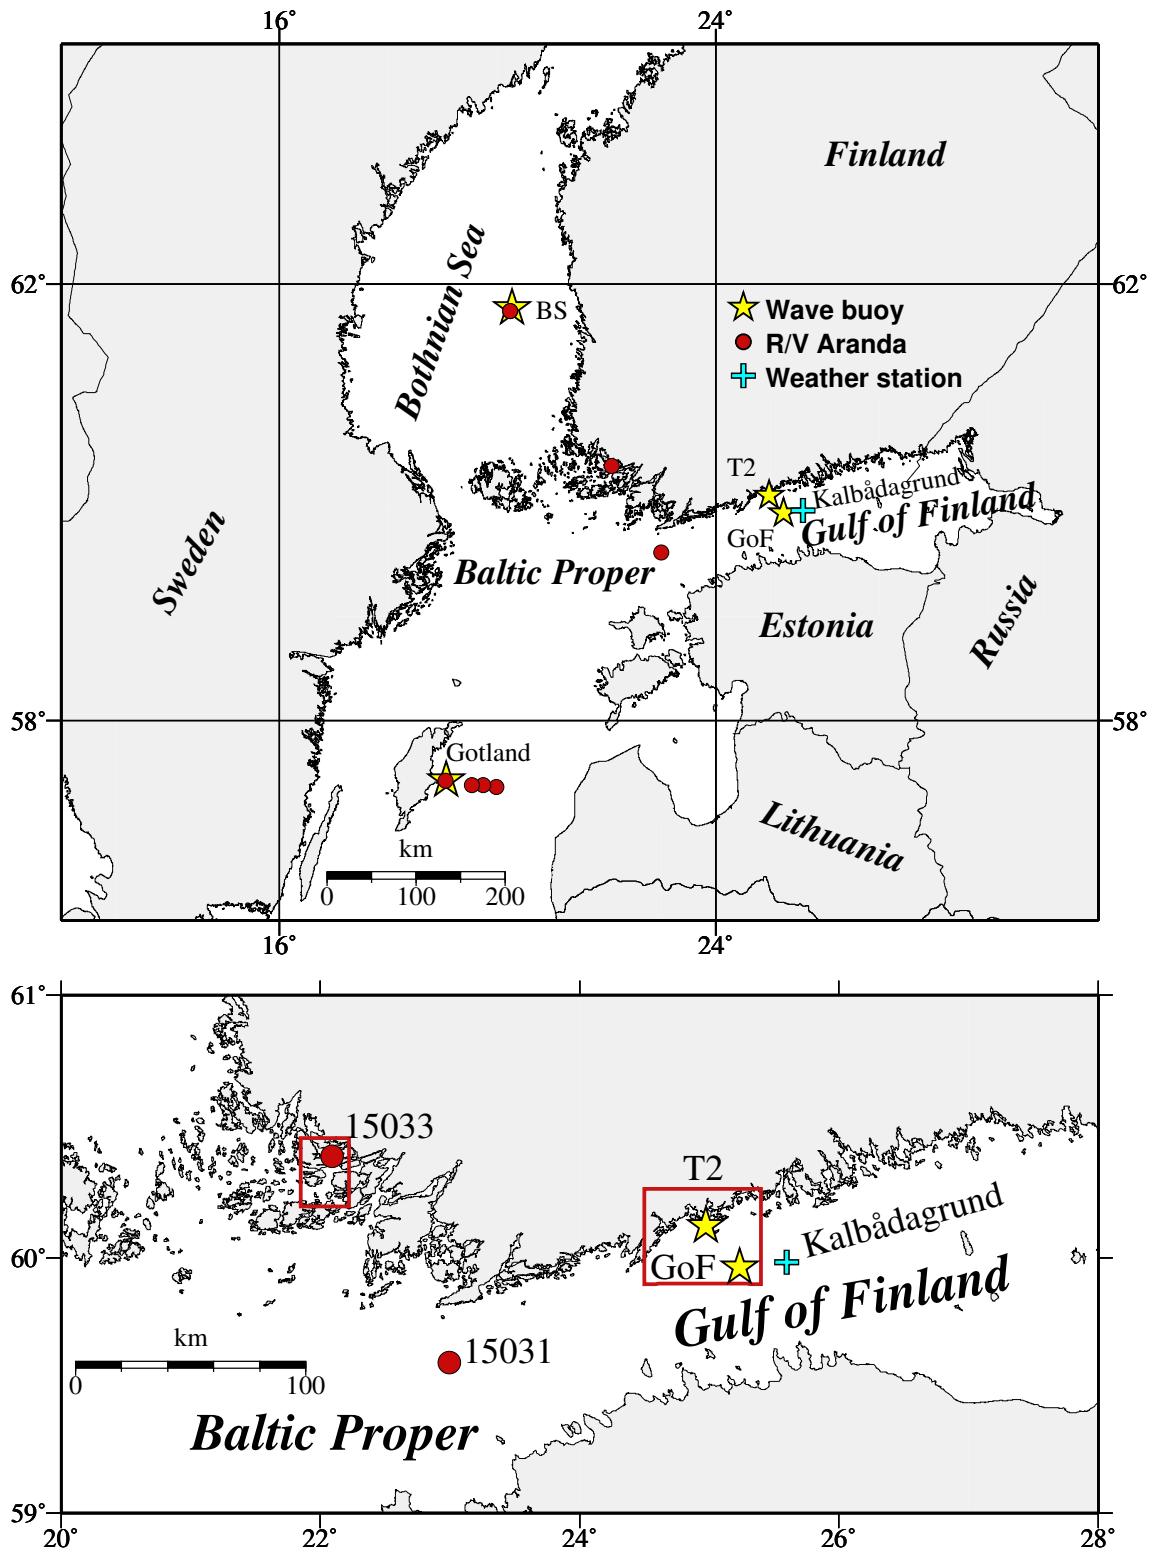 16° 24°
Finland
62° 62°
Bothnian Sea
BS
Wave buoy
R/V Aranda
Weather station
T2
Kalbådagrund
GoF
Gulf of Finland
Sweden
Baltic Proper
Estonia
Russia
58° 58°
Gotland
Lithuania
km
0 100 200
16° 24°
61°
15033
T2
Kalbådagrund
60°
GoF
Gulf of Finland
km
15031
0 100
Baltic Proper
59°
20° 22° 24° 26° 28°